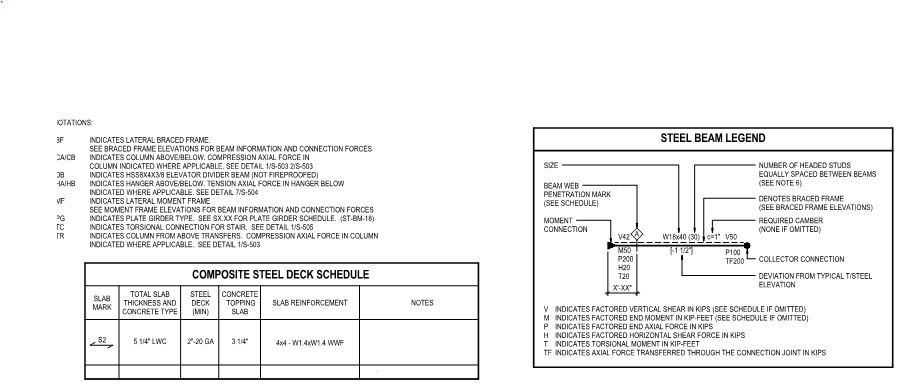 OTATIONS:
BF INDICATES LATERAL BRACED FRAME.
SEE BRACED FRAME ELEVATIONS FOR BEAM INFORMATION AND CONNECTION FORCES
CA/CB INDICATES COLUMN ABOVE/BELOW. COMPRESSION AXIAL FORCE IN
COLUMN INDICATED WHERE APPLICABLE. SEE DETAIL 1/S-503 2/S-503
DB INDICATES HSS8X4X3/8 ELEVATOR DIVIDER BEAM (NOT FIREPROOFED)
HA/HB INDICATES HANGER ABOVE/BELOW. TENSION AXIAL FORCE IN HANGER BELOW
INDICATED WHERE APPLICABLE. SEE DETAIL 7/S-504
MF INDICATES LATERAL MOMENT FRAME
SEE MOMENT FRAME ELEVATIONS FOR BEAM INFORMATION AND CONNECTION FORCES
PG INDICATES PLATE GIRDER TYPE. SEE SX.XX FOR PLATE GIRDER SCHEDULE. (ST-BM-18)
TC INDICATES TORSIONAL CONNECTION FOR STAIR. SEE DETAIL 1/S-505
TR INDICATES COLUMN FROM ABOVE TRANSFERS. COMPRESSION AXIAL FORCE IN COLUMN
INDICATED WHERE APPLICABLE. SEE DETAIL 1/S-503
COMPOSITE STEEL DECK SCHEDULE
SLAB
MARK
TOTAL SLAB
THICKNESS AND
CONCRETE TYPE
STEEL
DECK
(MIN)
CONCRETE
TOPPING
SLAB
SLAB REINFORCEMENT
NOTES
S2
5 1/4" LWC
2"-20 GA
3 1/4"
4x4 - W1.4xW1.4 WWF
STEEL BEAM LEGEND
SIZE
BEAM WEB
PENETRATION MARK
(SEE SCHEDULE)
MOMENT
CONNECTION
NUMBER OF HEADED STUDS
EQUALLY SPACED BETWEEN BEAMS
(SEE NOTE 6)
DENOTES BRACED FRAME
(SEE BRACED FRAME ELEVATIONS)
REQUIRED CAMBER
(NONE IF OMITTED)
V42 A W18x40 (30) c=1" V50
M50
P200
H20
T20
X'-XX"
[-1 1/2"]
P100
TF200
COLLECTOR CONNECTION
DEVIATION FROM TYPICAL T/STEEL
ELEVATION
V INDICATES FACTORED VERTICAL SHEAR IN KIPS (SEE SCHEDULE IF OMITTED)
M INDICATES FACTORED END MOMENT IN KIP-FEET (SEE SCHEDULE IF OMITTED)
P INDICATES FACTORED END AXIAL FORCE IN KIPS
H INDICATES FACTORED HORIZONTAL SHEAR FORCE IN KIPS
T INDICATES TORSIONAL MOMENT IN KIP-FEET
TF INDICATES AXIAL FORCE TRANSFERRED THROUGH THE CONNECTION JOINT IN KIPS